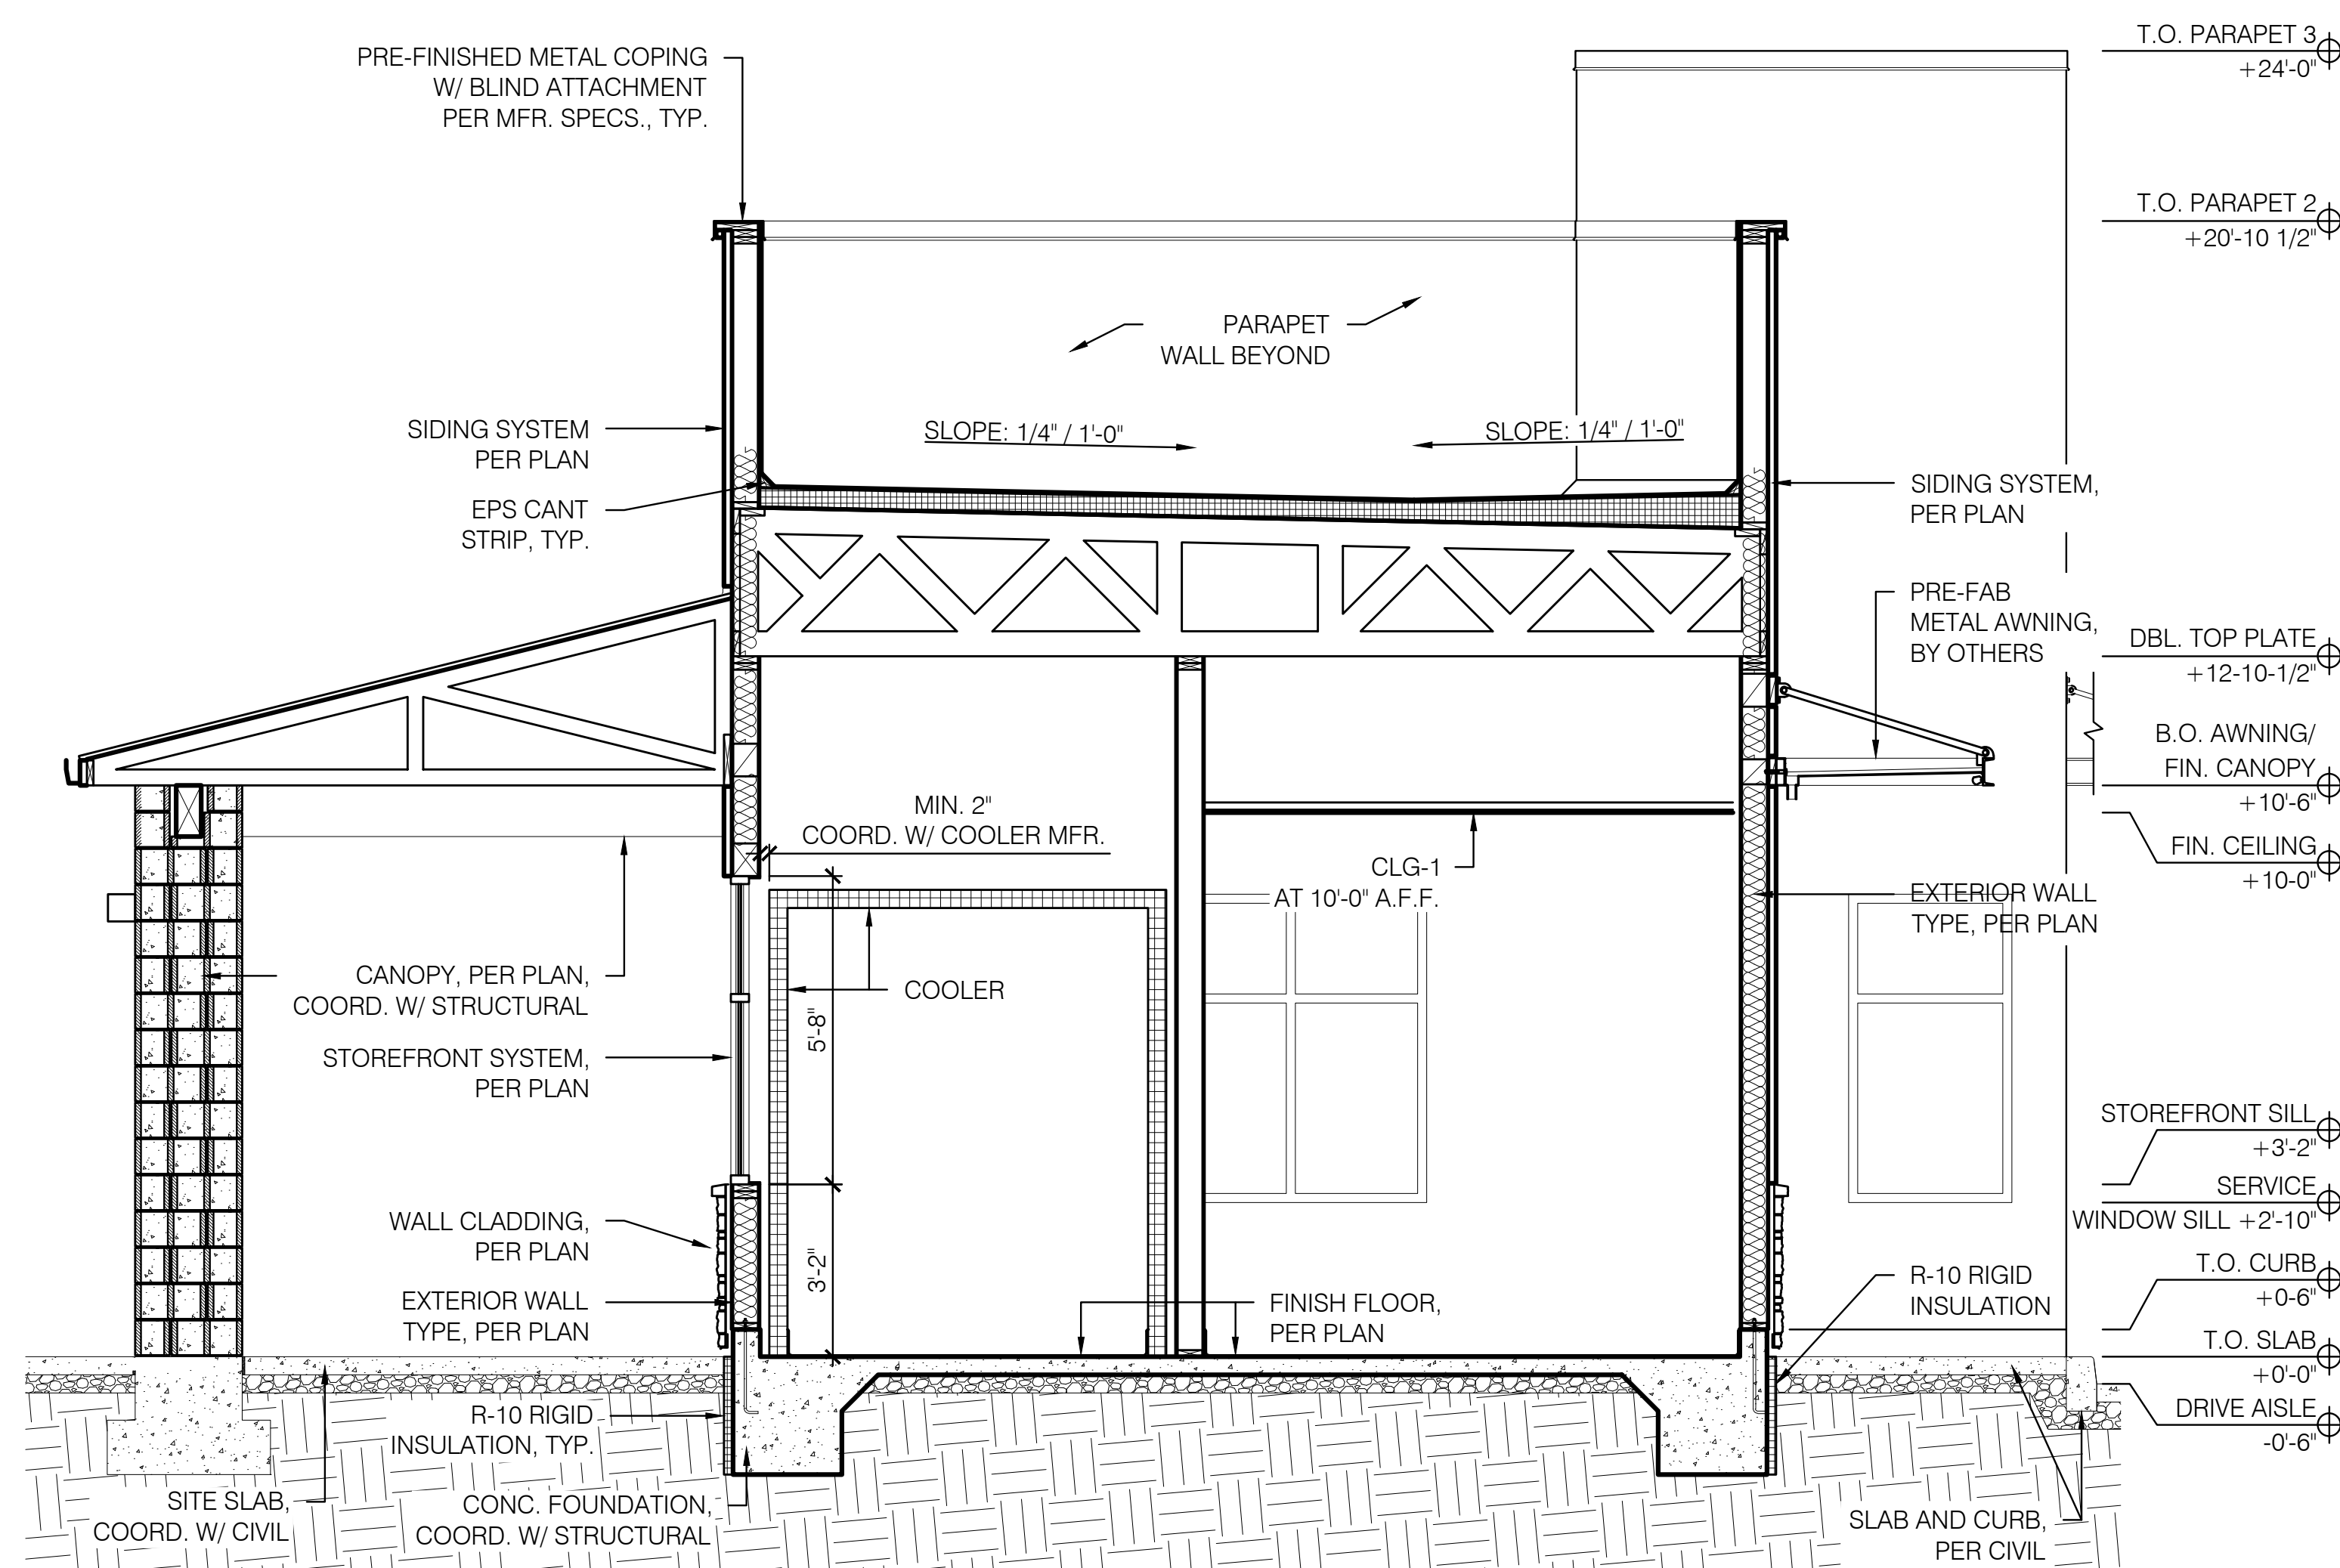 PRE-FINISHED METAL COPING
W/ BLIND ATTACHMENT
PER MFR. SPECS., TYP.
T.O. PARAPET 3
+24'-0"
T.O. PARAPET 2
+20'-10 1/2"
PARAPET
WALL BEYOND
SIDING SYSTEM
PER PLAN
SLOPE: 1/4" / 1'-0"
SLOPE: 1/4" / 1'-0"
EPS CANT
STRIP, TYP.
SIDING SYSTEM,
PER PLAN
PRE-FAB
METAL AWNING,
BY OTHERS
DBL. TOP PLATE
+12-10-1/2"
B.O. AWNING/
FIN. CANOPY
+10'-6"
FIN. CEILING
+10-0"
MIN. 2"
COORD. W/ COOLER MFR.
CLG-1
AT 10'-0" A.F.F.
EXTERIOR WALL
TYPE, PER PLAN
CANOPY, PER PLAN,
COORD. W/ STRUCTURAL
COOLER
5'-8"
STOREFRONT SYSTEM,
PER PLAN
STOREFRONT SILL
+3'-2"
SERVICE
WINDOW SILL +2'-10"
WALL CLADDING,
PER PLAN
3'-2"
EXTERIOR WALL
TYPE, PER PLAN
FINISH FLOOR,
PER PLAN
R-10 RIGID
INSULATION
T.O. CURB
+0-6"
T.O. SLAB
+0'-0"
DRIVE AISLE
-0'-6"
R-10 RIGID
INSULATION, TYP.
SITE SLAB,
COORD. W/ CIVIL
CONC. FOUNDATION,
COORD. W/ STRUCTURAL
SLAB AND CURB,
PER CIVIL